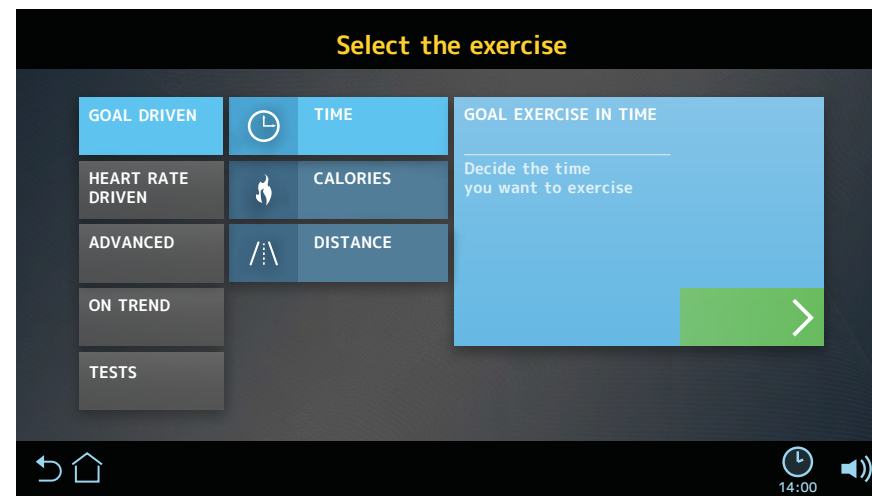 Select the exercise
GOAL DRIVEN
HEART RATE
DRIVEN
ADVANCED
ON TREND
TESTS
TIME
CALORIES
DISTANCE
GOAL EXERCISE IN TIME
Decide the time
you want to exercise
14:00